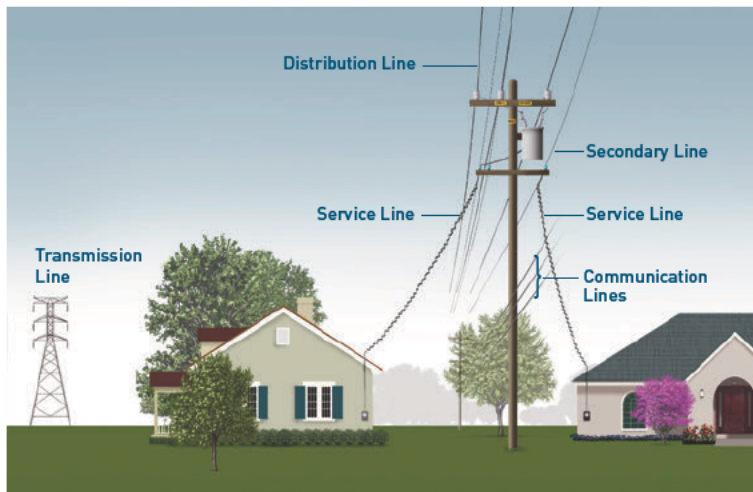 Distribution Line
Secondary Line
Service Line
Service Line
Transmission
Line
Communication
Lines